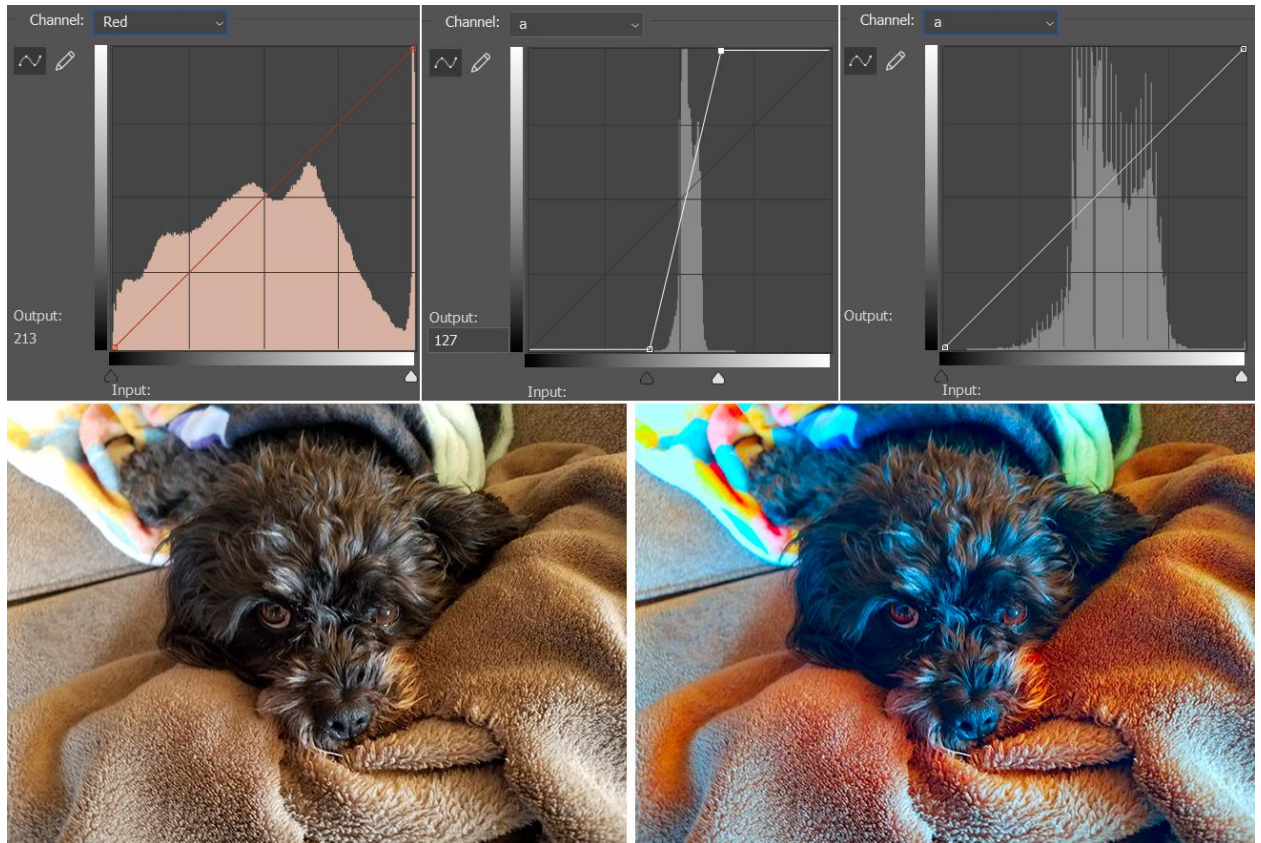 Channel: Red
Output:
213
Input:
Channel: a
Output:
127
Input:
Channel: a
Output:
Input: